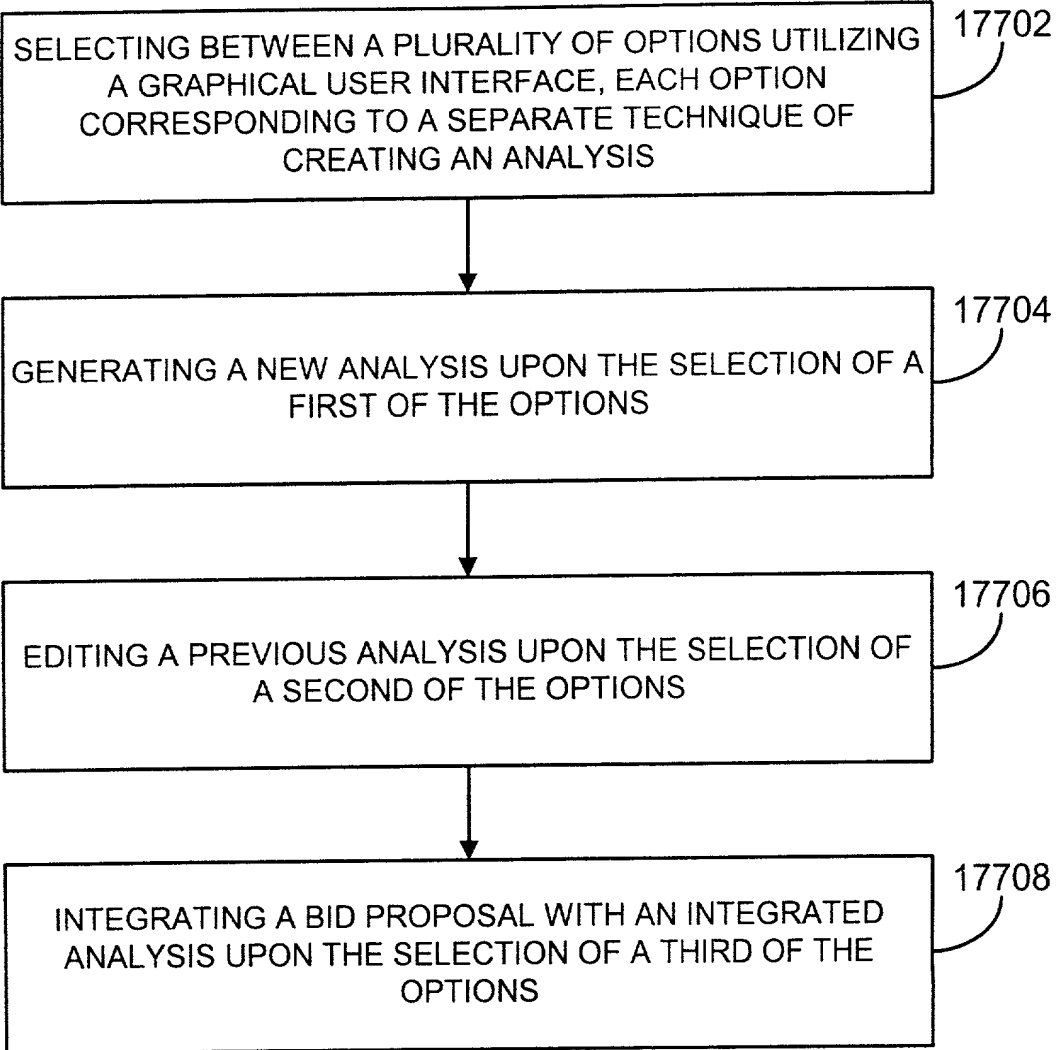 SELECTING BETWEEN A PLURALITY OF OPTIONS UTILIZING
A GRAPHICAL USER INTERFACE, EACH OPTION
CORRESPONDING TO A SEPARATE TECHNIQUE OF
CREATING AN ANALYSIS
17702
GENERATING A NEW ANALYSIS UPON THE SELECTION OF A
FIRST OF THE OPTIONS
17704
EDITING A PREVIOUS ANALYSIS UPON THE SELECTION OF
A SECOND OF THE OPTIONS
17706
INTEGRATING A BID PROPOSAL WITH AN INTEGRATED
ANALYSIS UPON THE SELECTION OF A THIRD OF THE
OPTIONS
17708